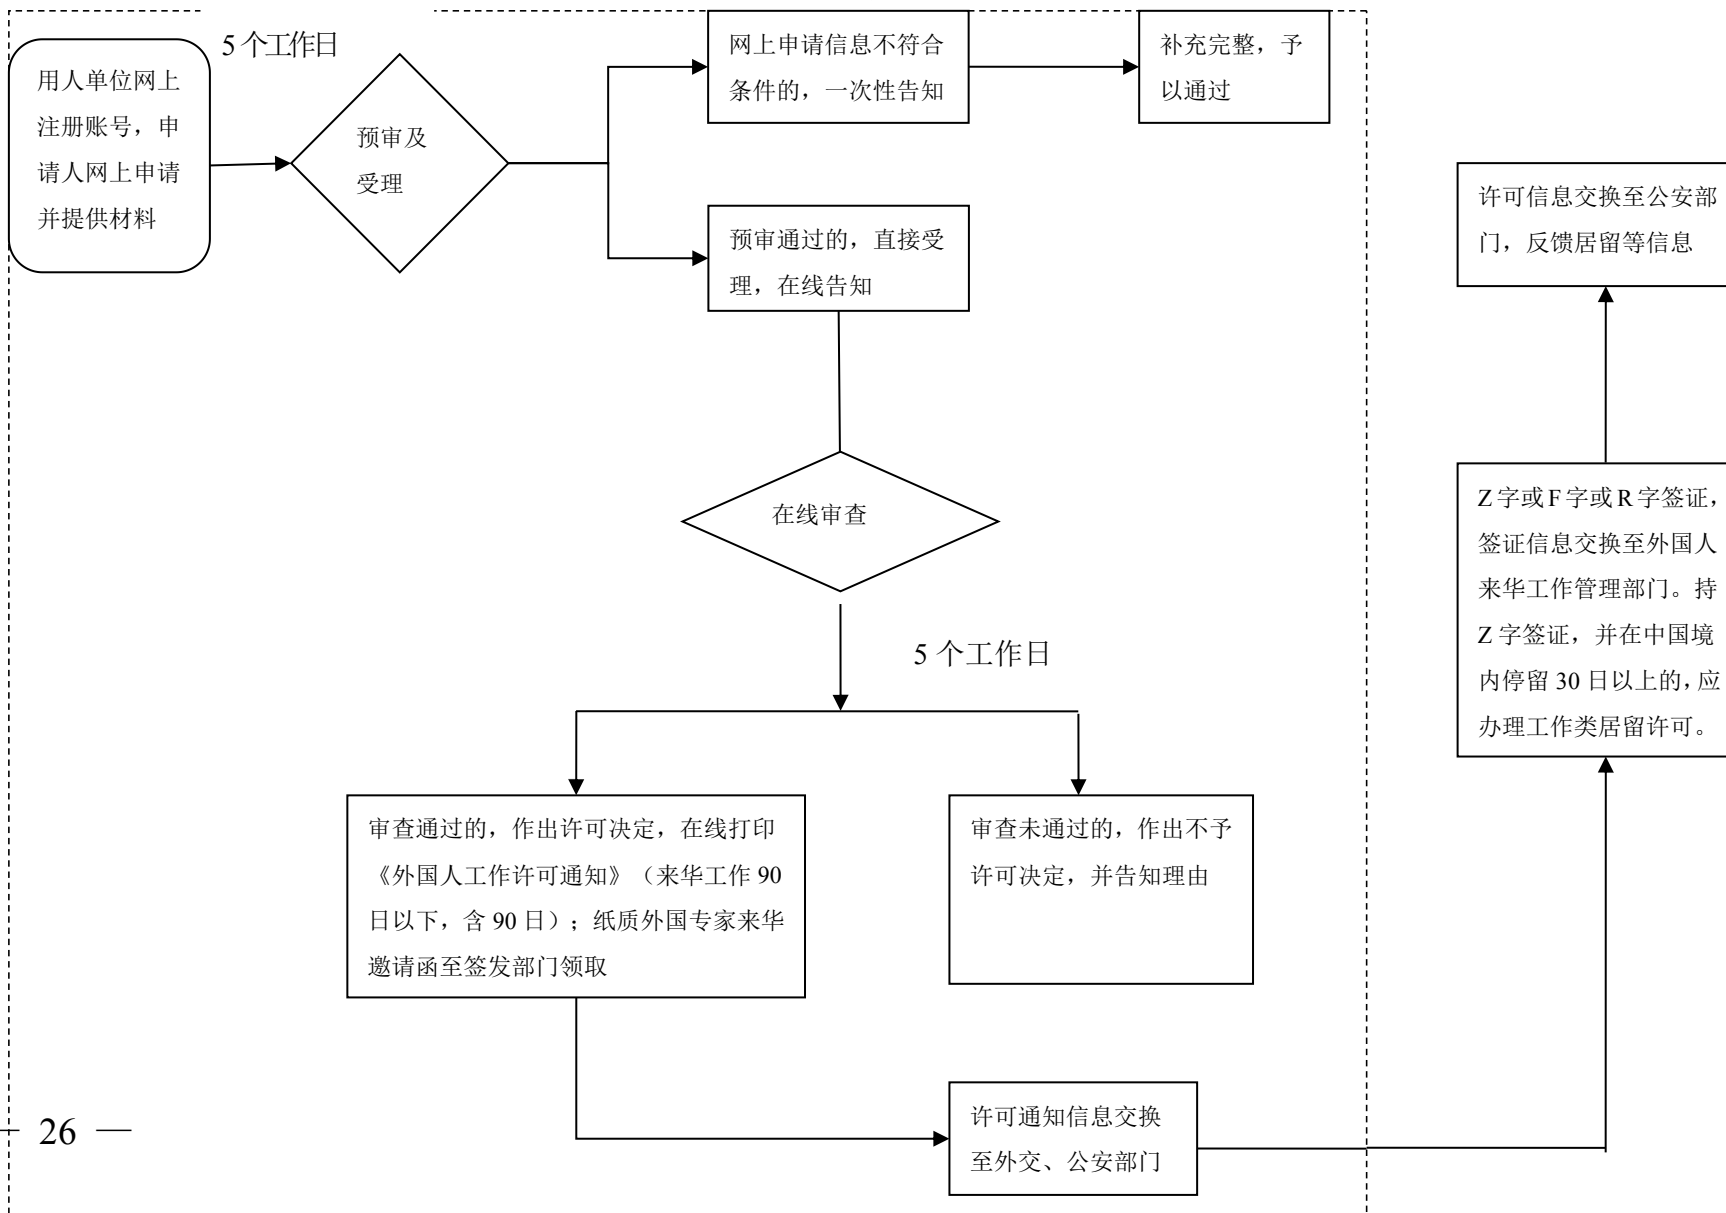 5 个工作日
用人单位网上
注册账号，申
请人网上申请
并提供材料
预审及
受理
网上申请信息不符合
条件的，一次性告知
补充完整，予
以通过
预审通过的，直接受
理，在线告知
许可信息交换至公安部
门，反馈居留等信息
在线审查
Z 字或 F 字或 R 字签证，
签证信息交换至外国人
来华工作管理部门。持
Z 字签证，并在中国境
内停留 30 日以上的，应
办理工作类居留许可。
5 个工作日
审查通过的，作出许可决定，在线打印
《外国人工作许可通知》（来华工作 90
日以下，含 90 日）；纸质外国专家来华
邀请函至签发部门领取
审查未通过的，作出不予
许可决定，并告知理由
许可通知信息交换
至外交、公安部门
— 26 —